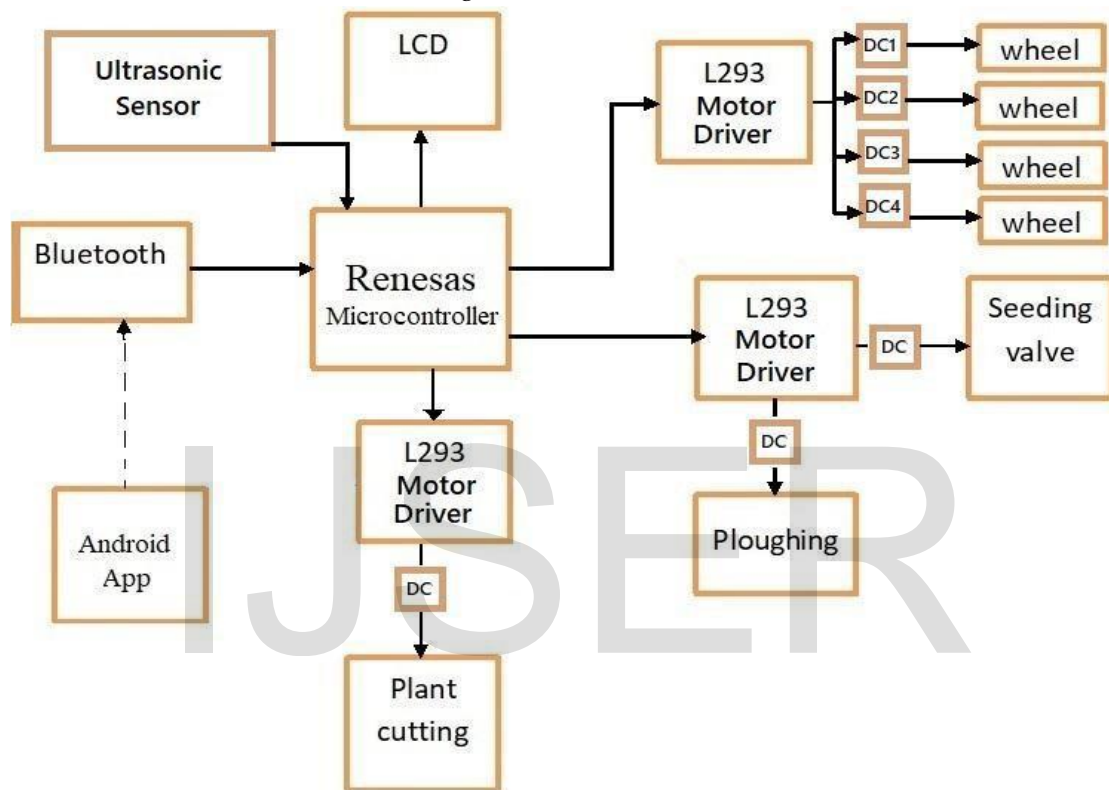 Ultrasonic
Sensor
LCD
L293
Motor
Driver
DC1
wheel
DC2
wheel
DC3
wheel
DC4
wheel
Bluetooth
Renesas
Microcontroller
L293
Motor
Driver
DC
Seeding
valve
L293
Motor
Driver
DC
Ploughing
Android
App
DC
Plant
cutting
IJSER